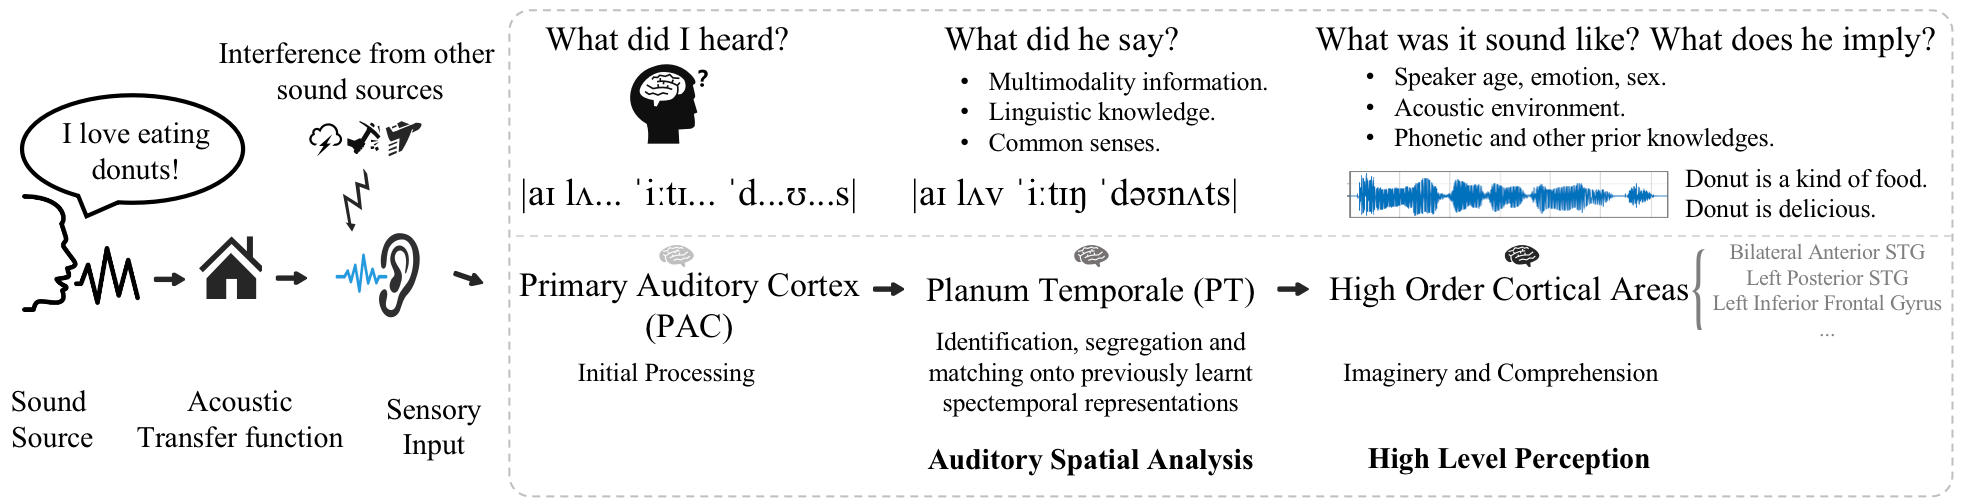 I love eating
donuts!
Interference from other
sound sources
Sound
Source
Acoustic
Transfer function
Sensory
Input
What did I heard?
?
|aɪ lʌ... ˈiːtɪ... ˈd...ʊ...s|
Primary Auditory Cortex
(PAC)
Initial Processing
What did he say?
• Multimodality information.
• Linguistic knowledge.
• Common senses.
|aɪ lʌv ˈiːtɪŋ ˈdəʊnʌts|
Planum Temporale (PT)
Identification, segregation and
matching onto previously learnt
spectemporal representations
Auditory Spatial Analysis
What was it sound like? What does he imply?
• Speaker age, emotion, sex.
• Acoustic environment.
• Phonetic and other prior knowledges.
Donut is a kind of food.
Donut is delicious.
High Order Cortical Areas
Bilateral Anterior STG
Left Posterior STG
Left Inferior Frontal Gyrus
...
Imaginery and Comprehension
High Level Perception